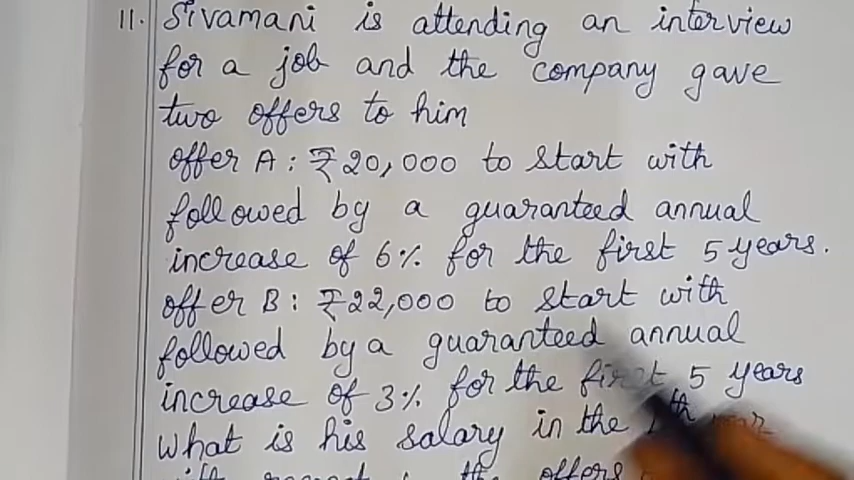 11. Sivamani is attending an interview
for a job and the company gave
two offers to him
offer A : ₹20,000 to start with
followed by a guaranteed annual
increase of 6% for the first 5 years.
offer B : ₹22,000 to start with
followed by a guaranteed annual
increase of 3% for the first 5 years
what is his salary in the
the offers